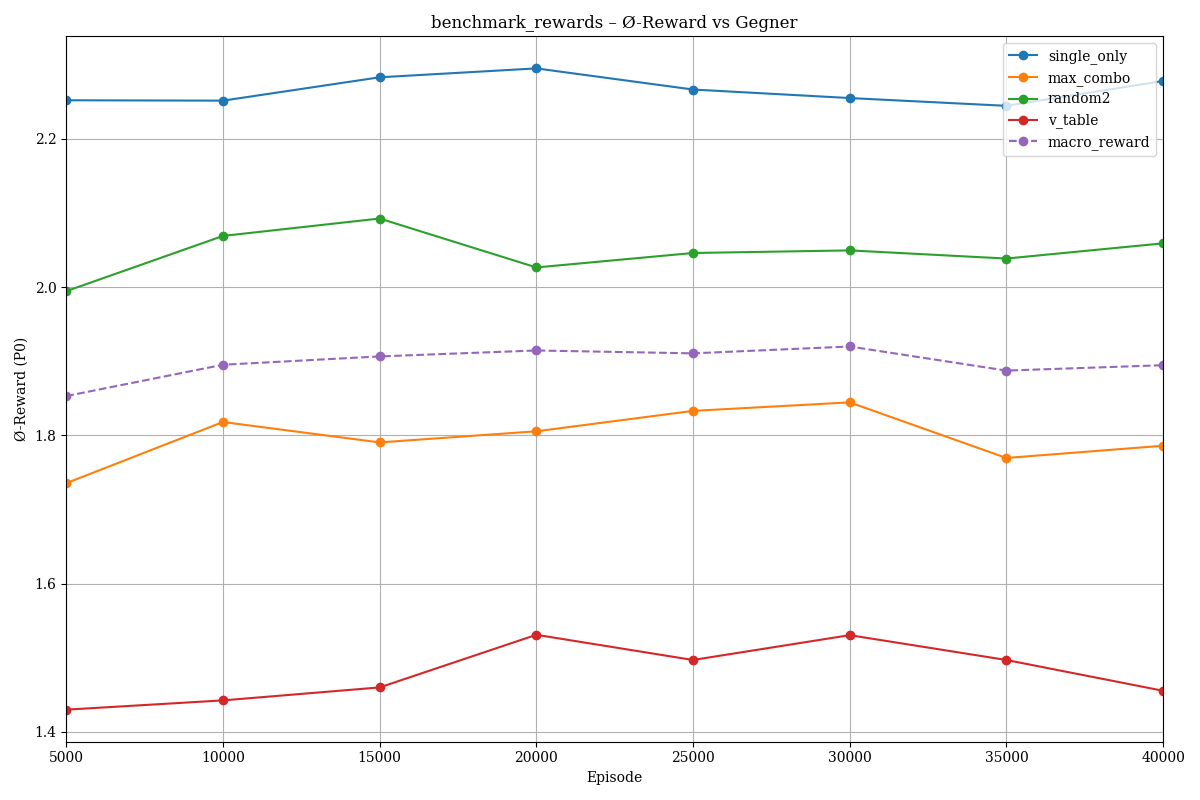 benchmark_rewards – Ø-Reward vs Gegner
single_only
max_combo
random2
v_table
macro_reward
Ø-Reward (P0)
2.2
2.0
1.8
1.6
1.4
5000 10000 15000 20000 25000 30000 35000 40000
Episode